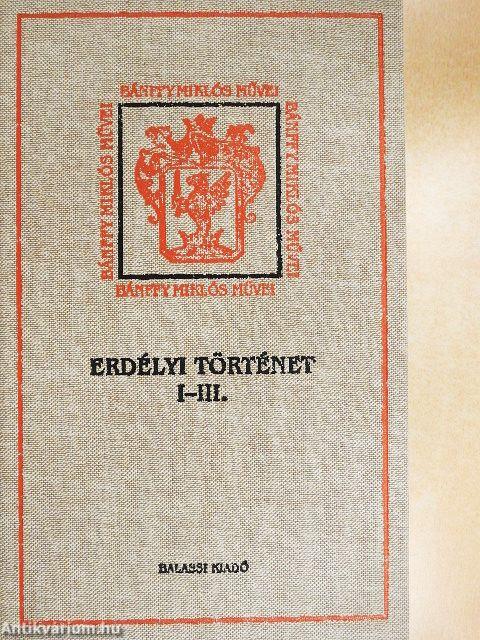 BÁNFFY MIKLÓS MŰVEI
BÁNFFY MIKLÓS MŰVEI
BÁNFFY MIKLÓS MŰVEI
BÁNFFY MIKLÓS MŰVEI
ERDÉLYI TÖRTÉNET
I-III.
BALASSI KIADÓ
Antikvarium.hu